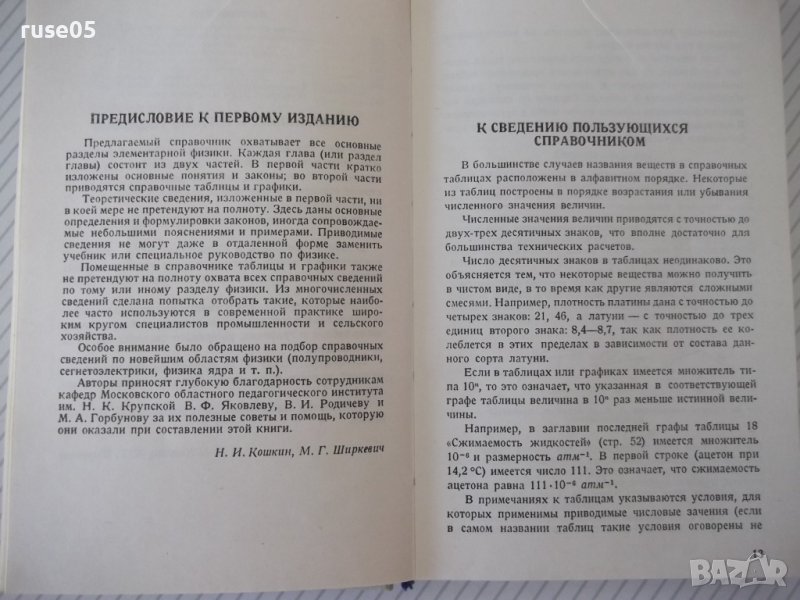 ruse05
ПРЕДИСЛОВИЕ К ПЕРВОМУ ИЗДАНИЮ
Предлагаемый справочник охватывает все основные
разделы элементарной физики. Каждая глава (или раздел
главы) состоит из двух частей. В первой части кратко
изложены основные понятия и законы; во второй части
приводятся справочные таблицы и графики.
Теоретические сведения, изложенные в первой части, ни
в коей мере не претендуют на полноту. Здесь даны основные
определения и формулировки законов, иногда сопровождае-
мые небольшими пояснениями и примерами. Приводимые
сведения не могут даже в отдаленной форме заменить
учебник или специальное руководство по физике.
Помещенные в справочнике таблицы и графики также
не претендуют на полноту охвата всех справочных сведений
по тому или иному разделу физики. Из многочисленных
сведений сделана попытка отобрать такие, которые наибо-
лее часто используются в современной практике широ-
ким кругом специалистов промышленности и сельского
хозяйства.
Особое внимание было обращено на подбор справочных
сведений по новейшим областям физики (полупроводники,
сегнетоэлектрики, физика ядра и т. п.).
Авторы приносят глубокую благодарность сотрудникам
кафедр Московского областного педагогического института
им. Н. К. Крупской В. Ф. Яковлеву, В. И. Родичеву и
М. А. Горбунову за их полезные советы и помощь, которую
они оказали при составлении этой книги.
Н. И. Кошкин, М. Г. Ширкевич
К СВЕДЕНИЮ ПОЛЬЗУЮЩИХСЯ
СПРАВОЧНИКОМ
В большинстве случаев названия веществ в справочных
таблицах расположены в алфавитном порядке. Некоторые
из таблиц построены в порядке возрастания или убывания
численного значения величин.
Численные значения величин приводятся с точностью до
двух-трех десятичных знаков, что вполне достаточно для
большинства технических расчетов.
Число десятичных знаков в таблицах неодинаково. Это
объясняется тем, что некоторые вещества можно получить
в чистом виде, в то время как другие являются сложными
смесями. Например, плотность платины дана с точностью до
четырех знаков: 21, 46, а латуни — с точностью до трех
единиц второго знака: 8,4—8,7, так как плотность ее ко-
леблется в этих пределах в зависимости от состава дан-
ного сорта латуни.
Если в таблицах или графиках имеется множитель типа
10ⁿ, то это означает, что указанная в соответствующей
графе таблицы величина в 10ⁿ раз меньше истинной вели-
чины.
Например, в заглавии последней графы таблицы 18
«Сжимаемость жидкостей» (стр. 52) имеется множитель
10⁻⁶ и размерность атм⁻¹. В первой строке (ацетон при
14,2 °С) имеется число 111. Это означает, что сжимаемость
ацетона равна 111·10⁻⁶ атм⁻¹.
В примечаниях к таблицам указываются условия, для
которых применимы приводимые числовые зачения (если
в самом названии таблиц такие условия оговорены не
13
BAZAR